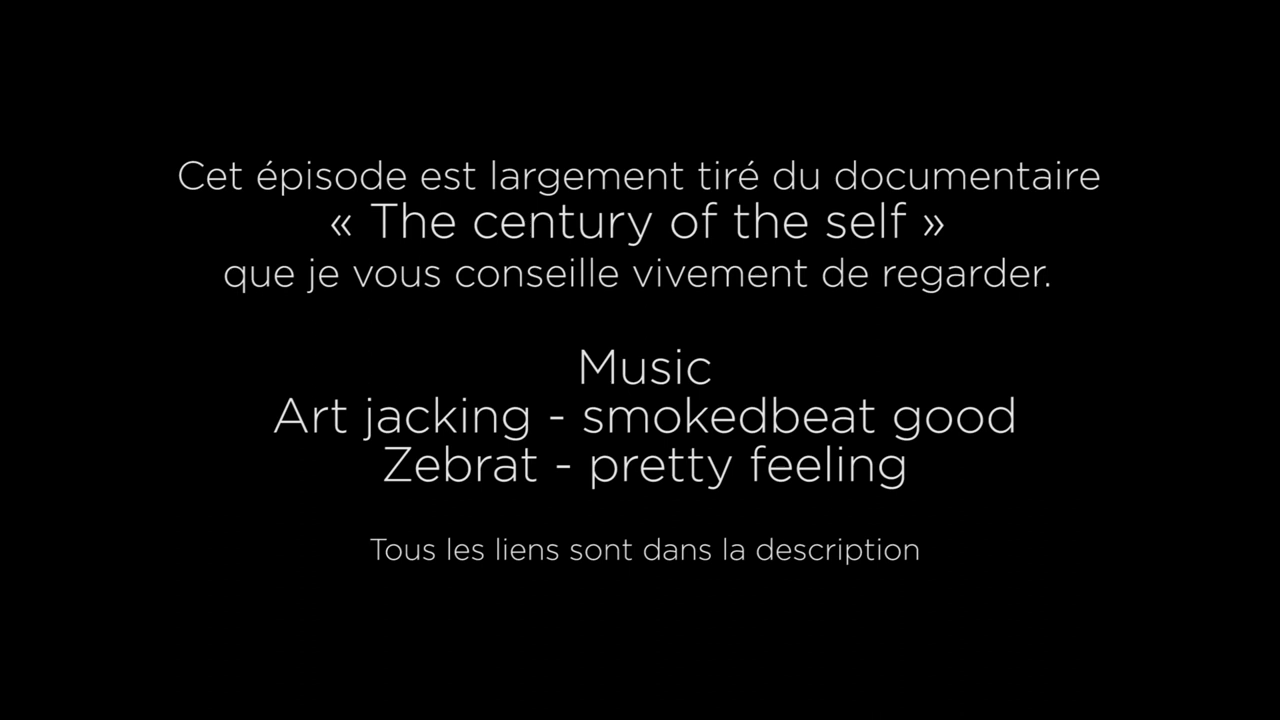 Cet épisode est largement tiré du documentaire
« The century of the self »
que je vous conseille vivement de regarder.
Music
Art jacking - smokedbeat good
Zebrat - pretty feeling
Tous les liens sont dans la description